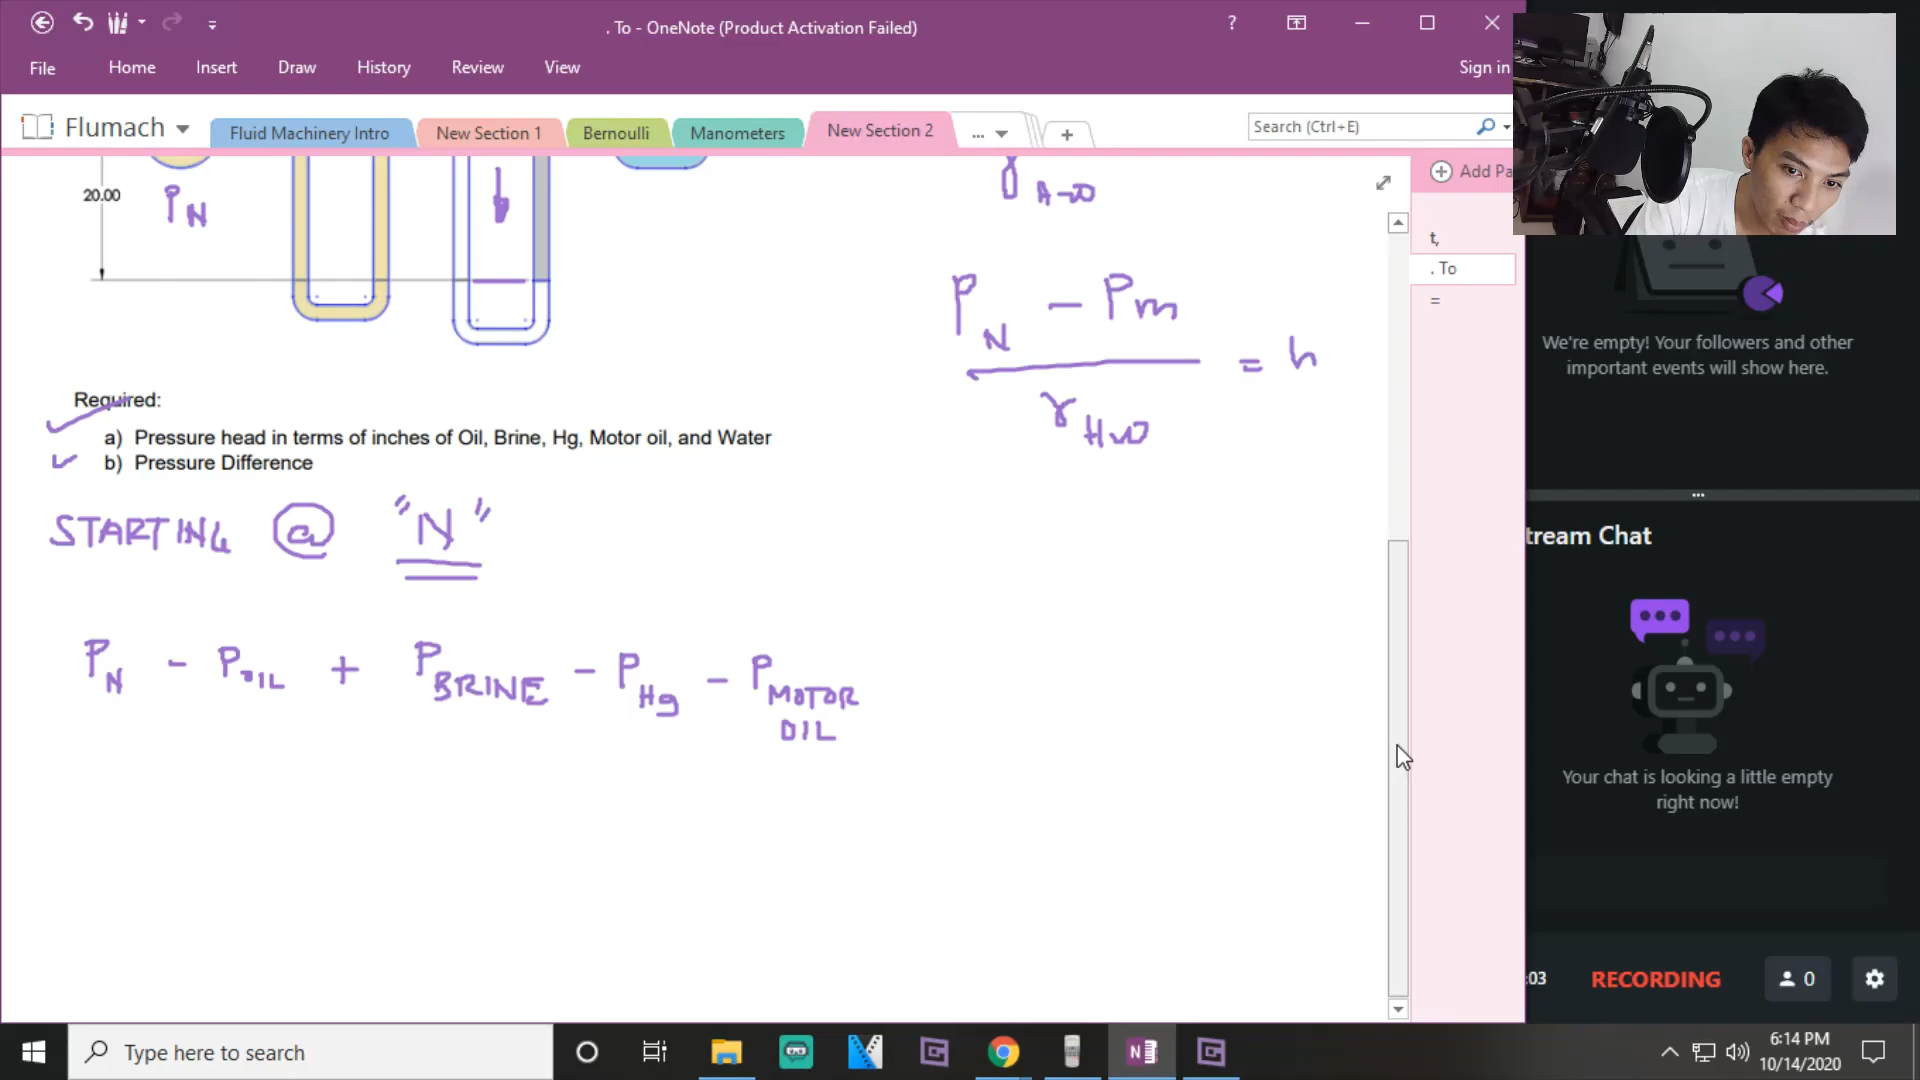 . To - OneNote (Product Activation Failed)
?
File Home Insert Draw History Review View
Sign in
Flumach
Fluid Machinery Intro
New Section 1
Bernoulli
Manometers
New Section 2
...
+
Search (Ctrl+E)
Add Pa
t,
. To
=
20.00
PN
γ H2O
PN - Pm
= h
γ H2O
Required:
a) Pressure head in terms of inches of Oil, Brine, Hg, Motor oil, and Water
b) Pressure Difference
STARTING @ "N"
PN - POIL + PBRINE - PHg - PMOTOR
OIL
We're empty! Your followers and other
important events will show here.
...
tream Chat
Your chat is looking a little empty
right now!
:03 RECORDING 0
Type here to search
N
6:14 PM
10/14/2020